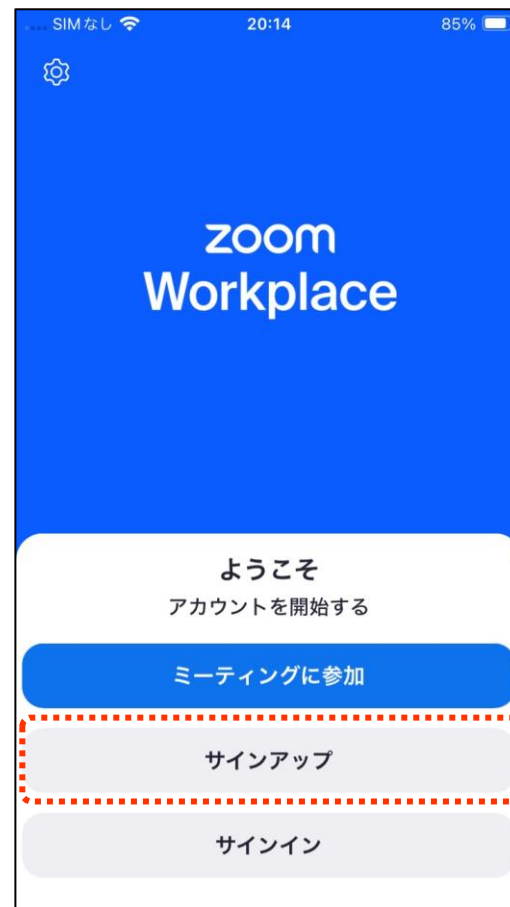 SIMなし 20:14 85%
zoom
Workplace
ようこそ
アカウントを開始する
ミーティングに参加
サインアップ
サインイン